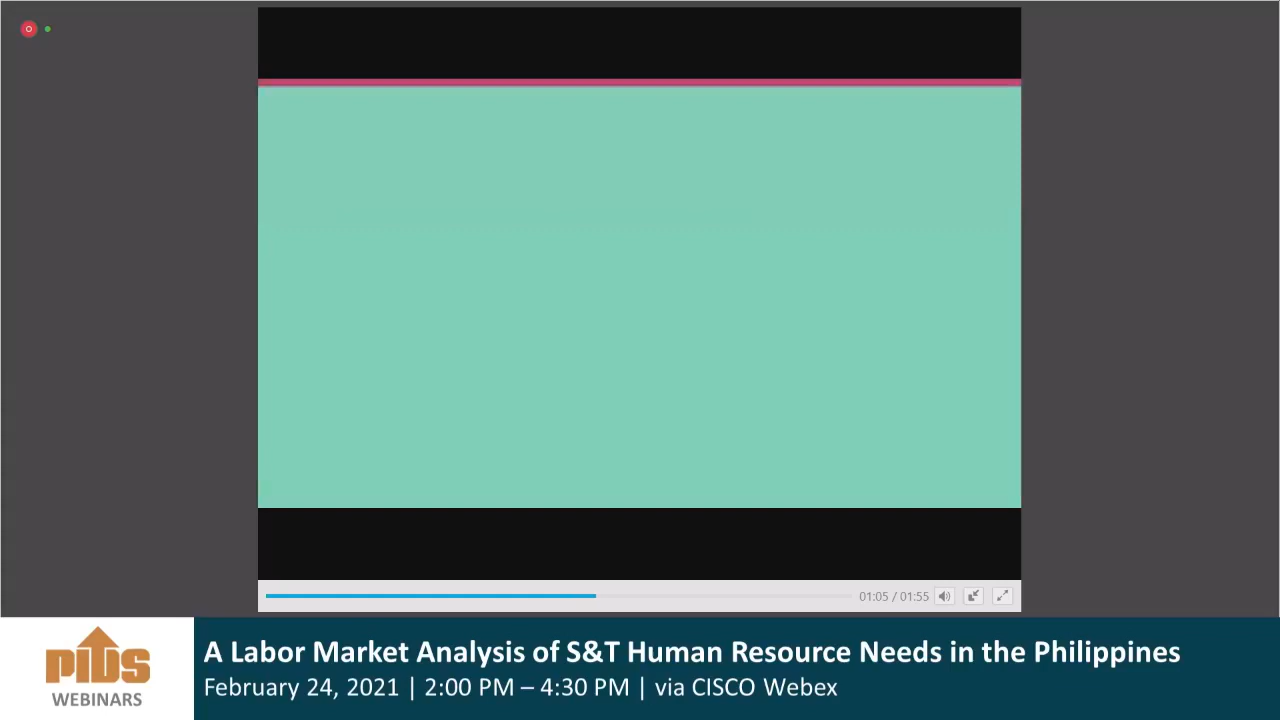 01:05 / 01:55
PIDS
WEBINARS
A Labor Market Analysis of S&T Human Resource Needs in the Philippines
February 24, 2021 | 2:00 PM – 4:30 PM | via CISCO Webex